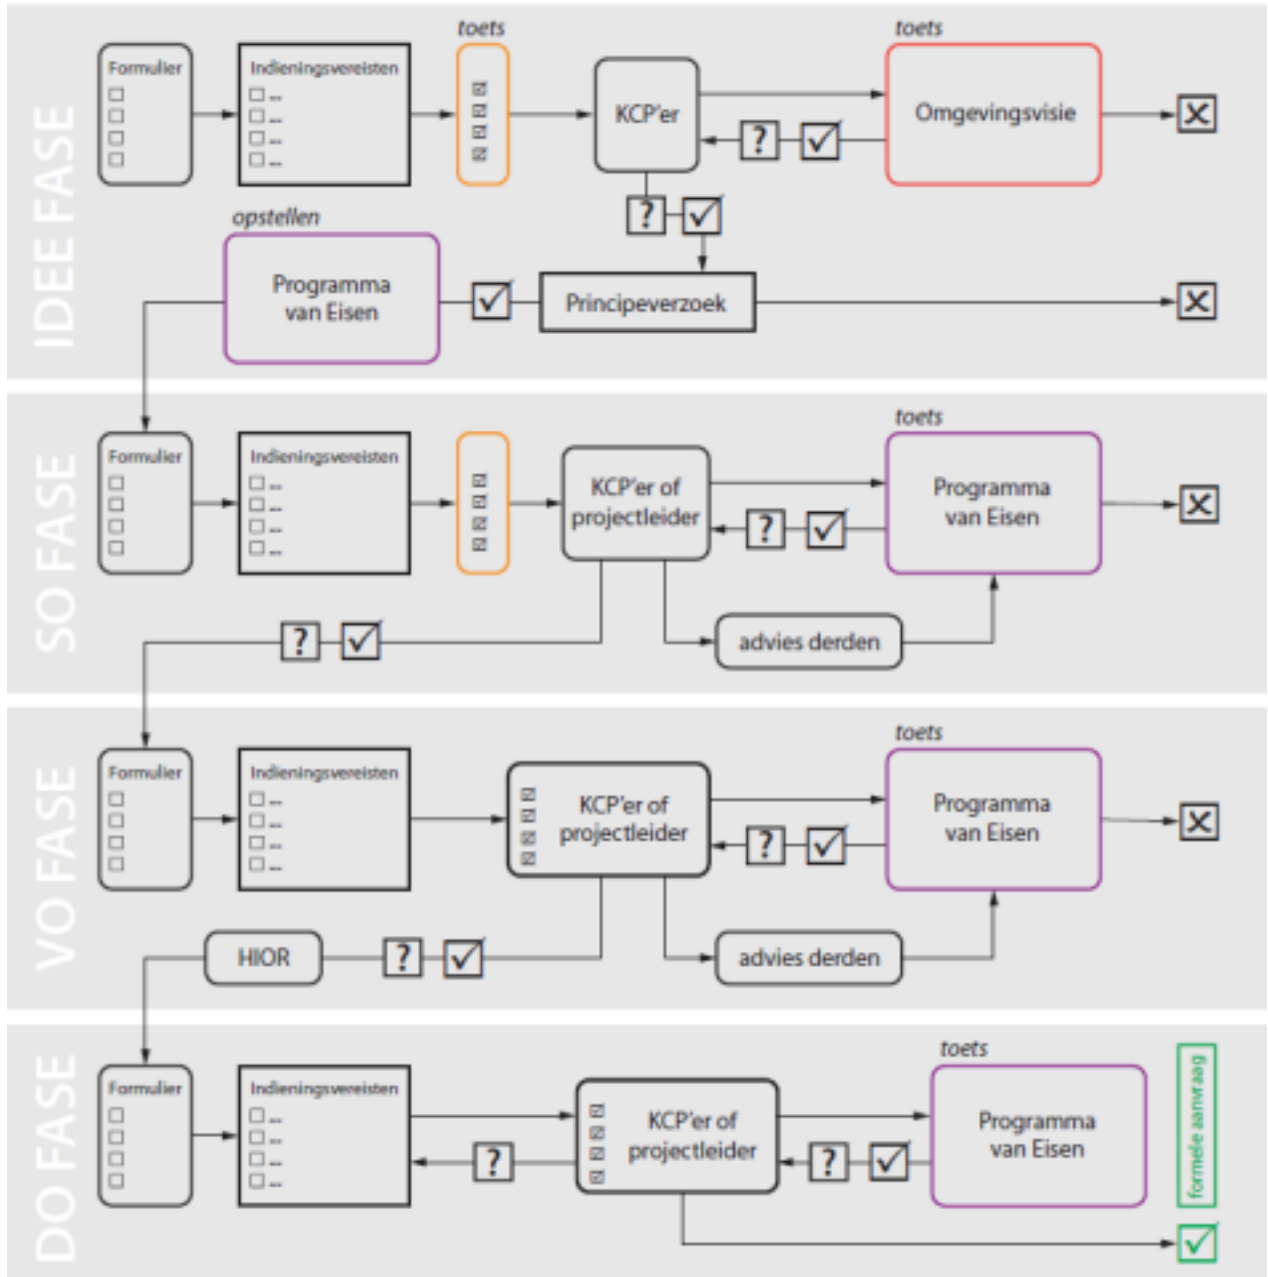 IDEE FASE
toets
toets
Formulier
Indieningsvereisten
...
...
...
...
KCP'er
Omgevingsvisie
?
?
opstellen
Programma
van Eisen
Principeverzoek
SO FASE
toets
Formulier
Indieningsvereisten
...
...
...
...
KCP'er of
projectleider
Programma
van Eisen
?
?
advies derden
VO FASE
toets
Formulier
Indieningsvereisten
...
...
...
...
KCP'er of
projectleider
Programma
van Eisen
?
HIOR
?
advies derden
DO FASE
toets
Formulier
Indieningsvereisten
...
...
...
...
KCP'er of
projectleider
Programma
van Eisen
?
?
formele aanvraag